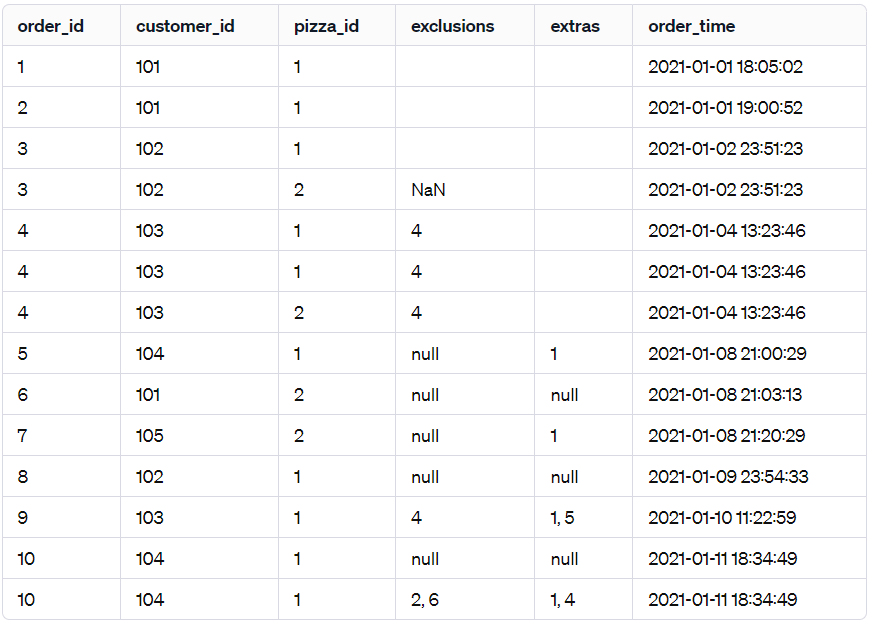 order_id customer_id pizza_id exclusions extras order_time
1 101 1 2021-01-01 18:05:02
2 101 1 2021-01-01 19:00:52
3 102 1 2021-01-02 23:51:23
3 102 2 NaN 2021-01-02 23:51:23
4 103 1 4 2021-01-04 13:23:46
4 103 1 4 2021-01-04 13:23:46
4 103 2 4 2021-01-04 13:23:46
5 104 1 null 1 2021-01-08 21:00:29
6 101 2 null null 2021-01-08 21:03:13
7 105 2 null 1 2021-01-08 21:20:29
8 102 1 null null 2021-01-09 23:54:33
9 103 1 4 1, 5 2021-01-10 11:22:59
10 104 1 null null 2021-01-11 18:34:49
10 104 1 2, 6 1, 4 2021-01-11 18:34:49